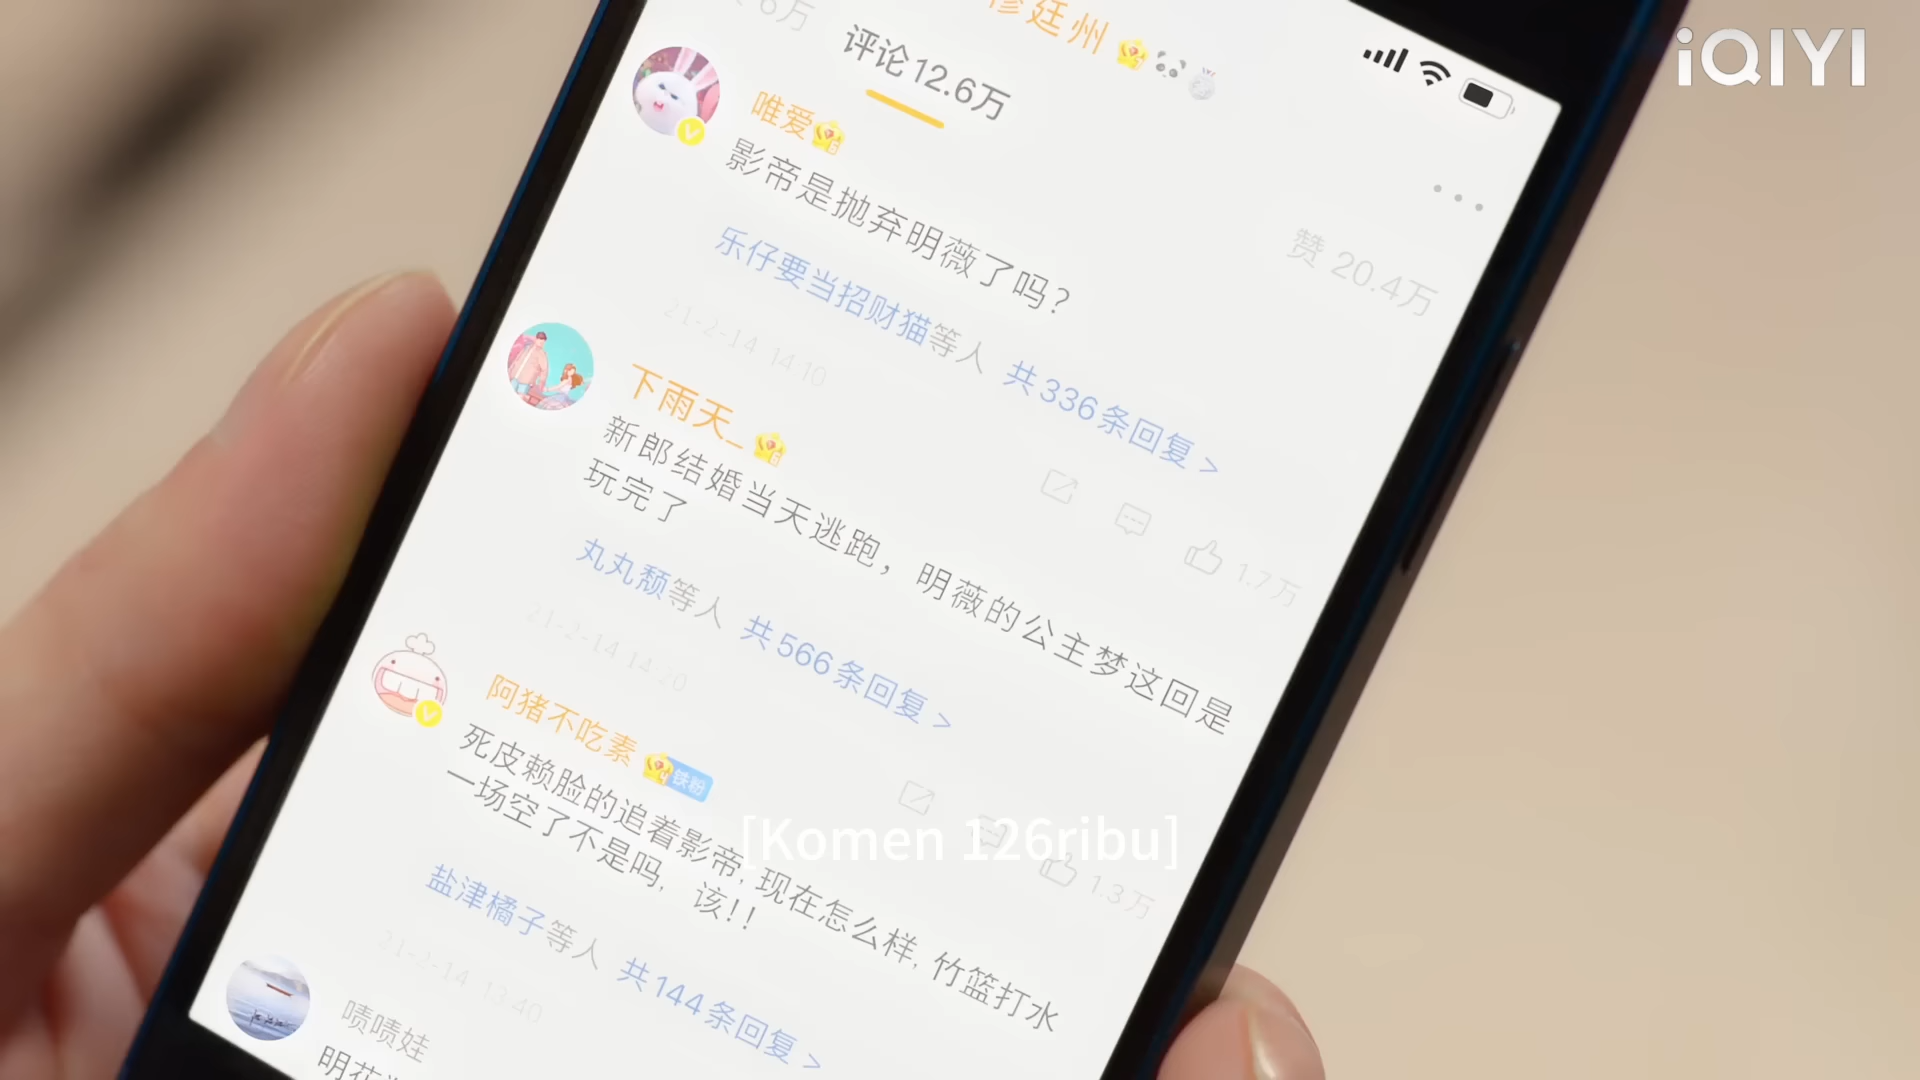 iQIYI
廷州
6万
评论12.6万
唯爱
影帝是抛弃明薇了吗?
赞 20.4万
乐仔要当招财猫等人 共336条回复 >
21-2-14 14:10
1.7万
下雨天_
新郎结婚当天逃跑，明薇的公主梦这回是
玩完了
丸丸颓等人 共566条回复 >
21-2-14 14:20
1.3万
阿猪不吃素 铁粉
死皮赖脸的追着影帝,现在怎么样,竹篮打水
一场空了不是吗，该!!
[Komen 126ribu]
盐津橘子等人 共144条回复 >
21-2-14 13:40
啧啧娃
明花